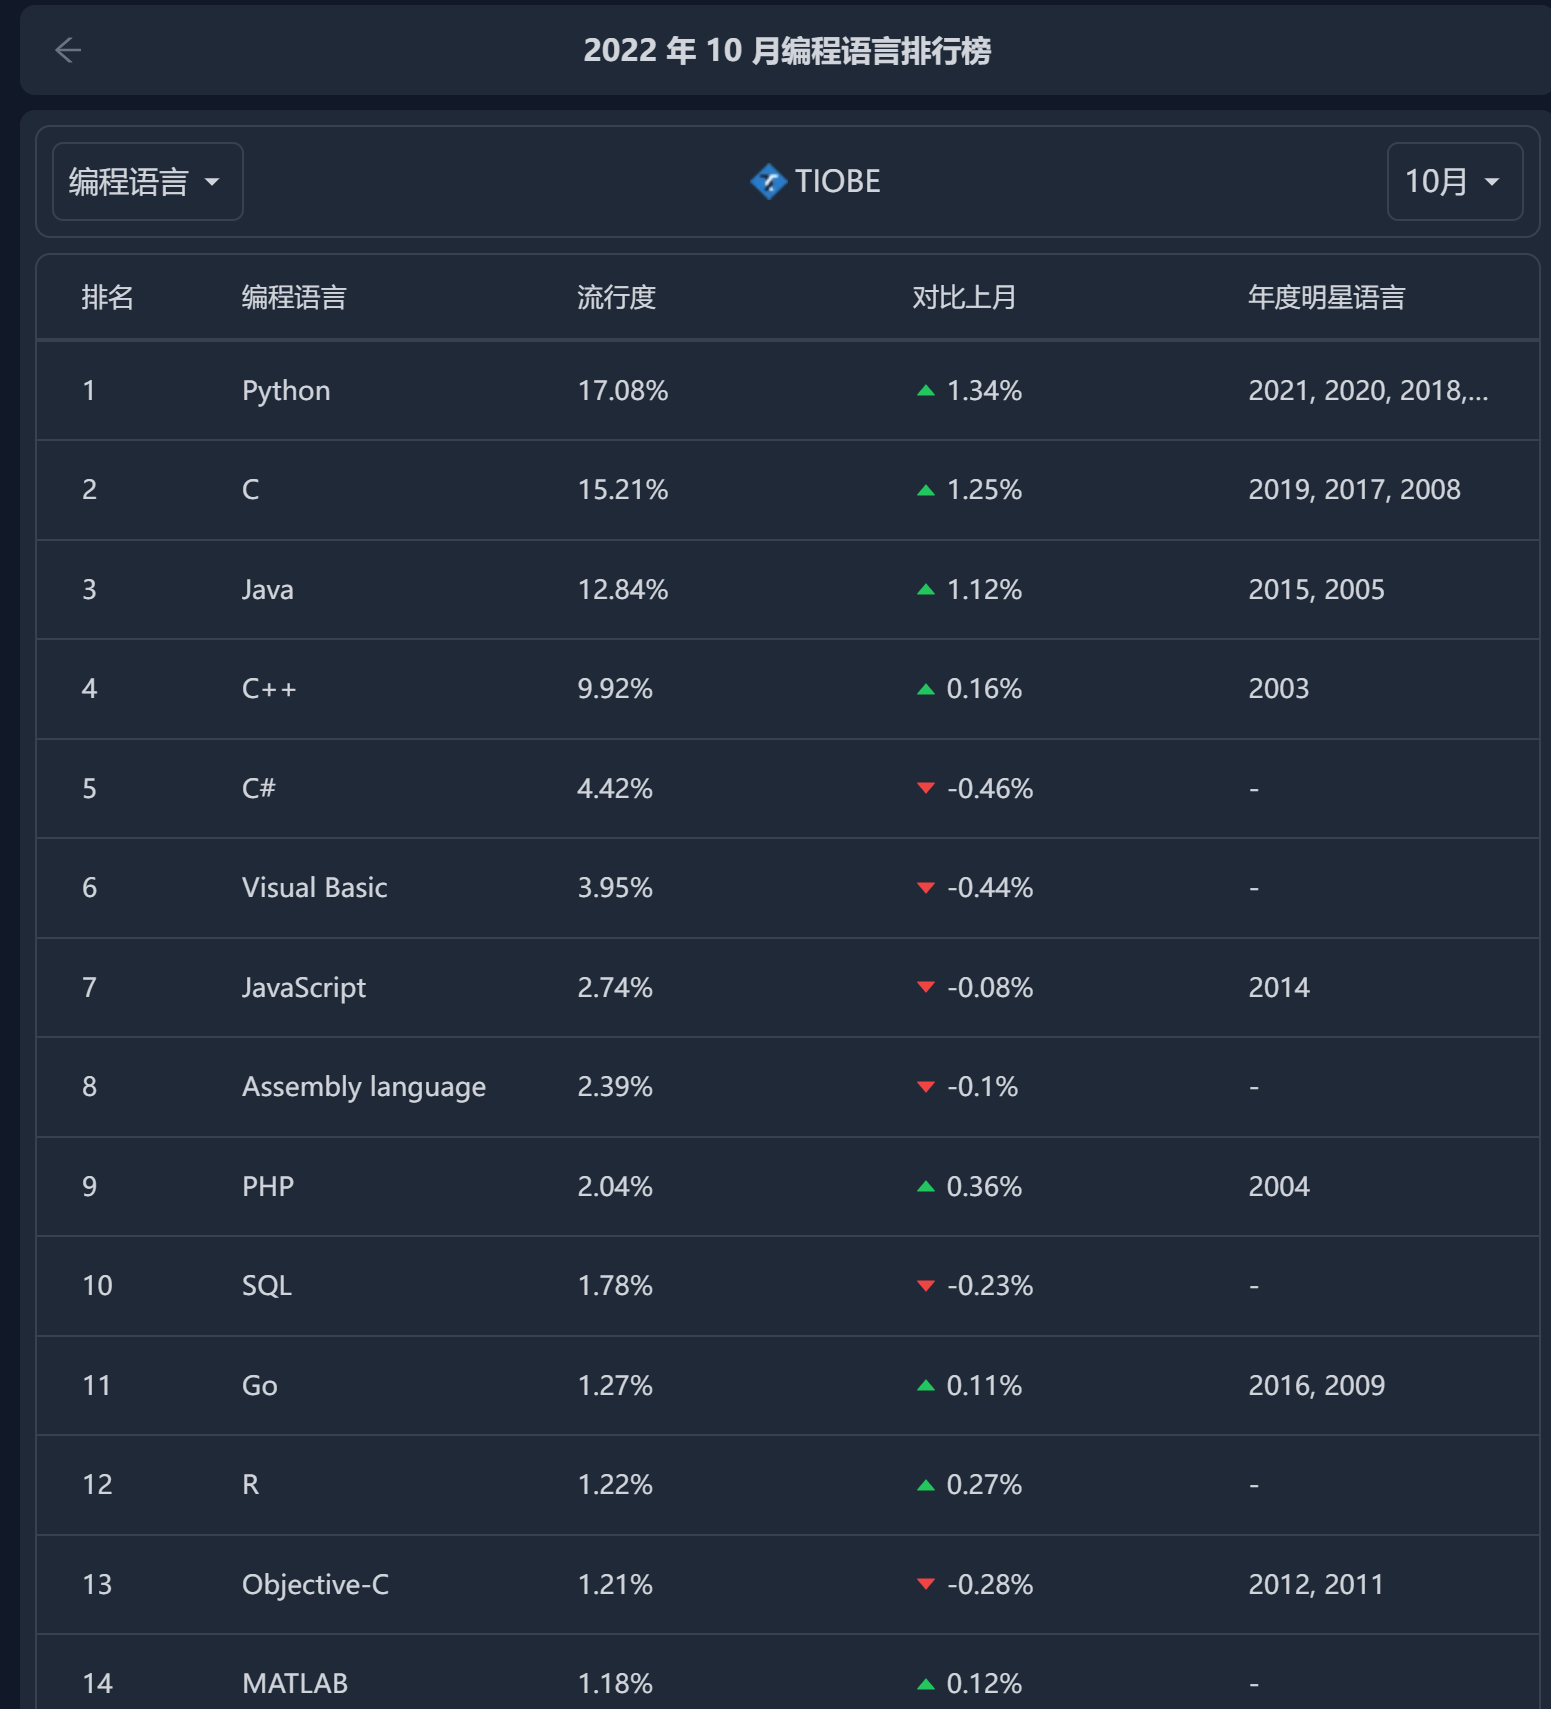 2022 年 10 月编程语言排行榜
编程语言
TIOBE
10月
排名 编程语言 流行度 对比上月 年度明星语言
1 Python 17.08% 1.34% 2021, 2020, 2018,...
2 C 15.21% 1.25% 2019, 2017, 2008
3 Java 12.84% 1.12% 2015, 2005
4 C++ 9.92% 0.16% 2003
5 C# 4.42% -0.46% -
6 Visual Basic 3.95% -0.44% -
7 JavaScript 2.74% -0.08% 2014
8 Assembly language 2.39% -0.1% -
9 PHP 2.04% 0.36% 2004
10 SQL 1.78% -0.23% -
11 Go 1.27% 0.11% 2016, 2009
12 R 1.22% 0.27% -
13 Objective-C 1.21% -0.28% 2012, 2011
14 MATLAB 1.18% 0.12% -